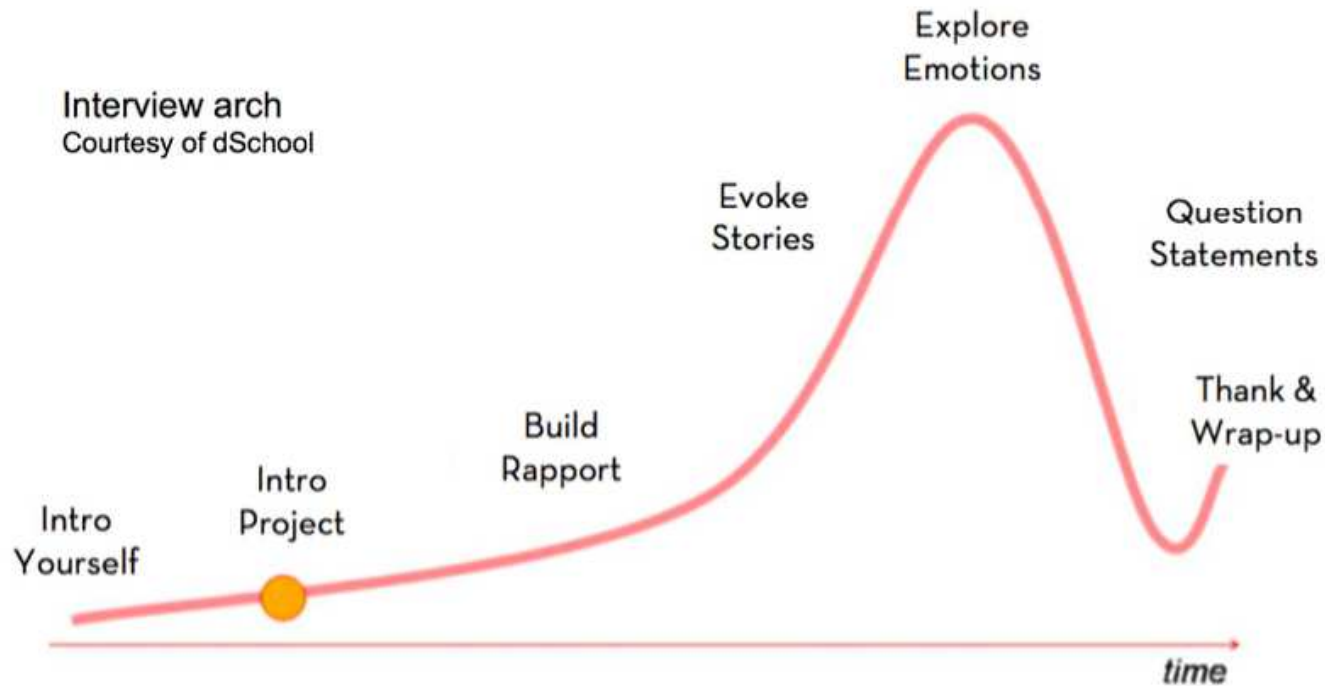 Interview arch
Courtesy of dSchool
Intro
Yourself
Intro
Project
Build
Rapport
Evoke
Stories
Explore
Emotions
Question
Statements
Thank &
Wrap-up
time